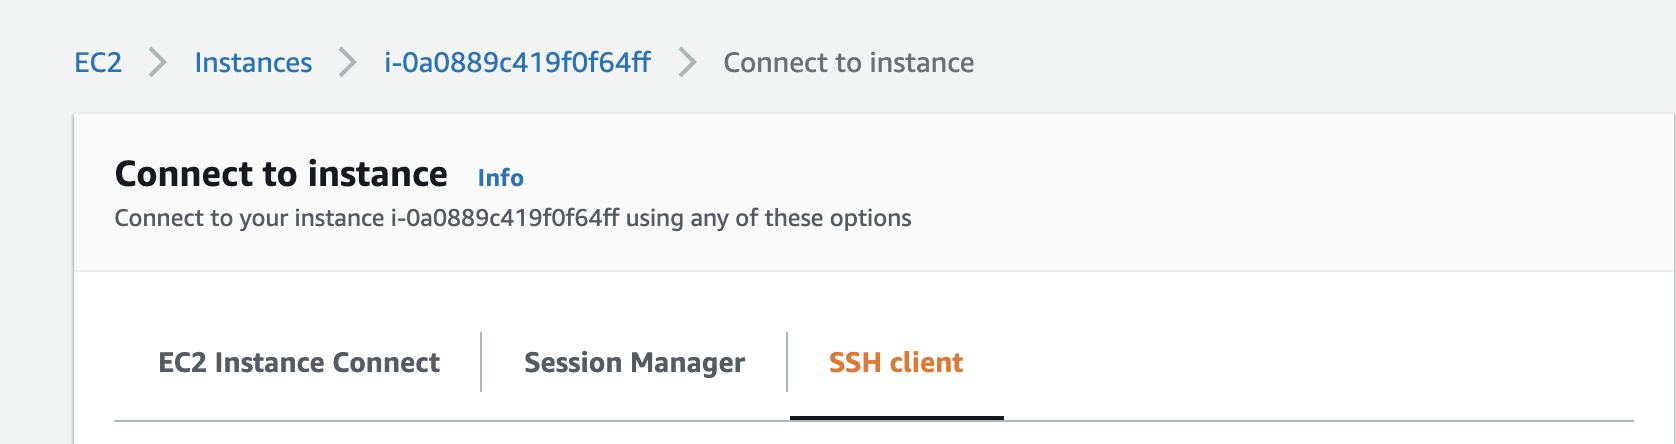 EC2 Instances i-0a0889c419f0f64ff Connect to instance
Connect to instance Info
Connect to your instance i-0a0889c419f0f64ff using any of these options
EC2 Instance Connect Session Manager SSH client